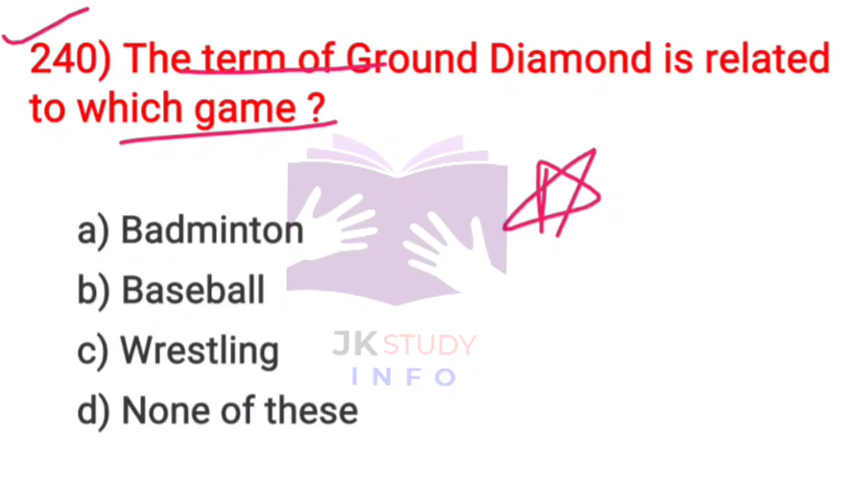 240) The term of Ground Diamond is related
to which game ?
a) Badminton
b) Baseball
c) Wrestling
d) None of these
JK STUDY
INFO